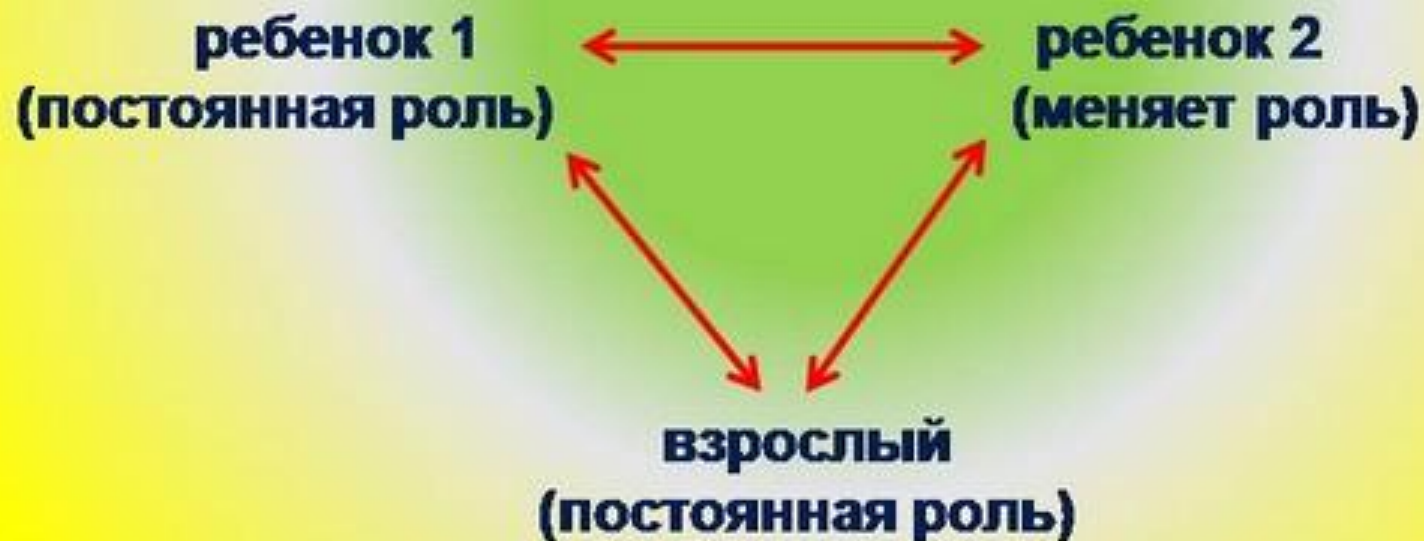 ребенок 1
(постоянная роль)
ребенок 2
(меняет роль)
взрослый
(постоянная роль)